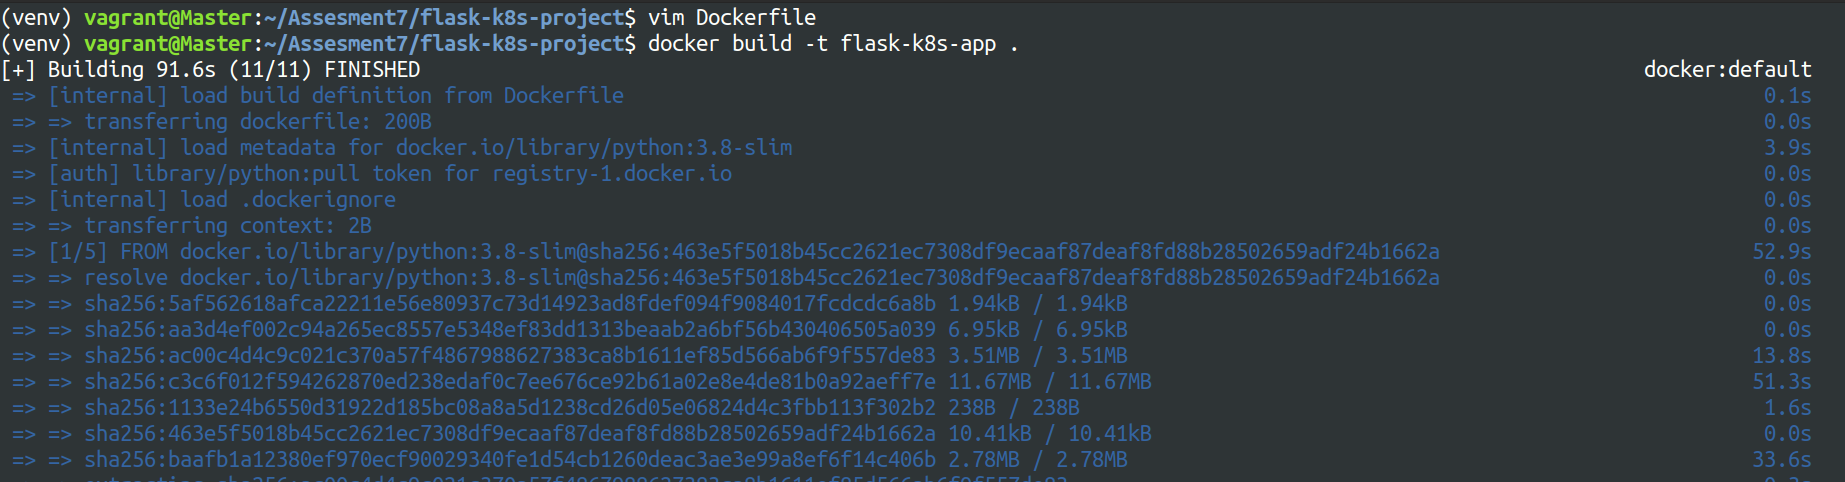 (venv) vagrant@Master:~/Assesment7/flask-k8s-project$ vim Dockerfile
(venv) vagrant@Master:~/Assesment7/flask-k8s-project$ docker build -t flask-k8s-app .
[+] Building 91.6s (11/11) FINISHED docker:default
=> [internal] load build definition from Dockerfile 0.1s
=> => transferring dockerfile: 200B 0.0s
=> [internal] load metadata for docker.io/library/python:3.8-slim 3.9s
=> [auth] library/python:pull token for registry-1.docker.io 0.0s
=> [internal] load .dockerignore 0.0s
=> => transferring context: 2B 0.0s
=> [1/5] FROM docker.io/library/python:3.8-slim@sha256:463e5f5018b45cc2621ec7308df9ecaaf87deaf8fd88b28502659adf24b1662a 52.9s
=> => resolve docker.io/library/python:3.8-slim@sha256:463e5f5018b45cc2621ec7308df9ecaaf87deaf8fd88b28502659adf24b1662a 0.0s
=> => sha256:5af562618afca22211e56e80937c73d14923ad8fdef094f9084017fcdcdc6a8b 1.94kB / 1.94kB 0.0s
=> => sha256:aa3d4ef002c94a265ec8557e5348ef83dd1313beaab2a6bf56b430406505a039 6.95kB / 6.95kB 0.0s
=> => sha256:ac00c4d4c9c021c370a57f4867988627383ca8b1611ef85d566ab6f9f557de83 3.51MB / 3.51MB 13.8s
=> => sha256:c3c6f012f594262870ed238edaf0c7ee676ce92b61a02e8e4de81b0a92aeff7e 11.67MB / 11.67MB 51.3s
=> => sha256:1133e24b6550d31922d185bc08a8a5d1238cd26d05e06824d4c3fbb113f302b2 238B / 238B 1.6s
=> => sha256:463e5f5018b45cc2621ec7308df9ecaaf87deaf8fd88b28502659adf24b1662a 10.41kB / 10.41kB 0.0s
=> => sha256:baafb1a12380ef970ecf90029340fe1d54cb1260deac3ae3e99a8ef6f14c406b 2.78MB / 2.78MB 33.6s